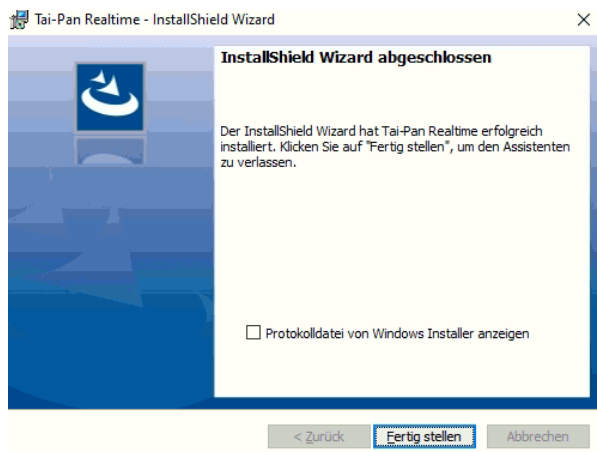 Tai-Pan Realtime - InstallShield Wizard
InstallShield Wizard abgeschlossen
Der InstallShield Wizard hat Tai-Pan Realtime erfolgreich
installiert. Klicken Sie auf "Fertig stellen", um den Assistenten
zu verlassen.
Protokolldatei von Windows Installer anzeigen
< Zurück
Fertig stellen
Abbrechen